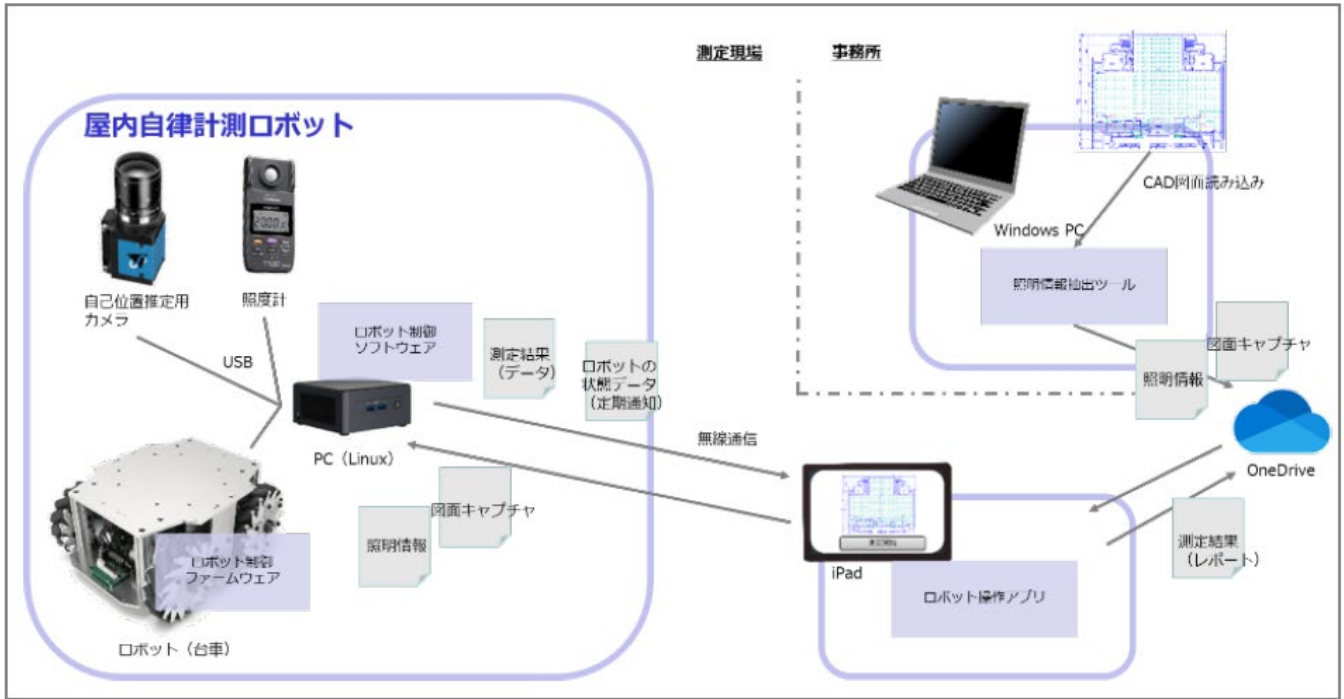 測定現場
事務所
屋内自律計測ロボット
自己位置推定用
カメラ
照度計
USB
ロボット制御
ソフトウェア
測定結果
(データ)
ロボットの
状態データ
(定期通知)
PC(Linux)
無線通信
図面キャプチャ
照明情報
ロボット制御
ファームウェア
ロボット(台車)
CAD図面読み込み
Windows PC
照明情報抽出ツール
図面キャプチャ
照明情報
OneDrive
測定結果
(レポート)
iPad
ロボット操作アプリ